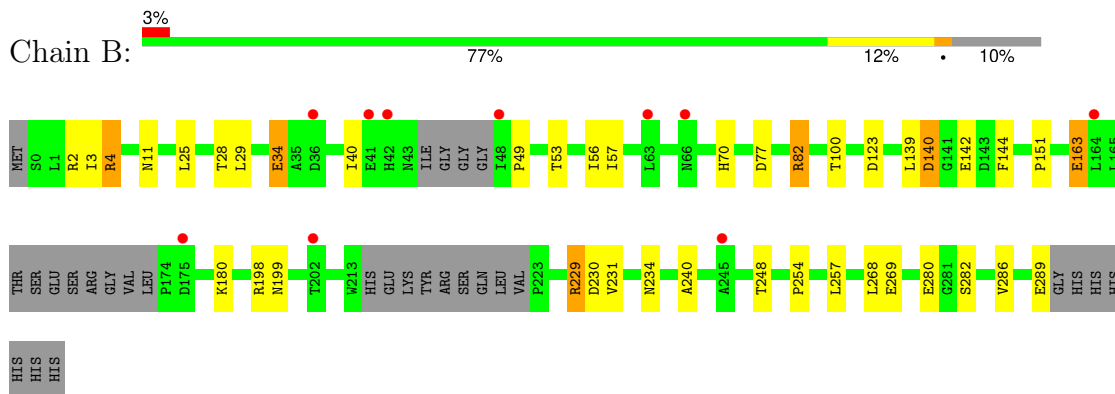 3%
Chain B:
77% 12% • 10%
MET S0 L1 R2 I3 R4 N11 L25 T28 L29 E34 A35 D36 I40 E41 H42 N43 ILE GLY GLY GLY I48 P49 T53 I56 I57 L63 N66 H70 D77 R82 T100 D123 L139 D140 G141 E142 D143 F144 P151 E163 L164 L165
THR SER GLU SER ARG GLY VAL LEU P174 D175 K180 R198 N199 T202 W213 HIS GLU LYS TYR ARG SER GLN LEU VAL P223 R229 D230 V231 N234 A240 A245 T248 P254 L257 L268 E269 E280 G281 S282 V286 E289 GLY HIS HIS HIS
HIS HIS HIS